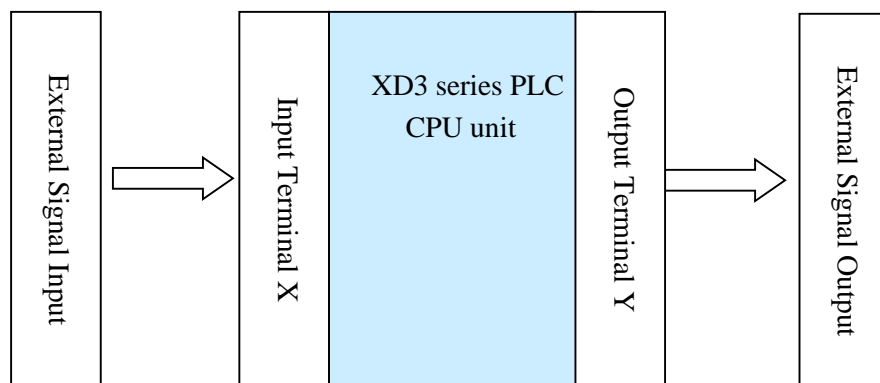 External Signal Input
Input Terminal X
XD3 series PLC
CPU unit
Output Terminal Y
External Signal Output